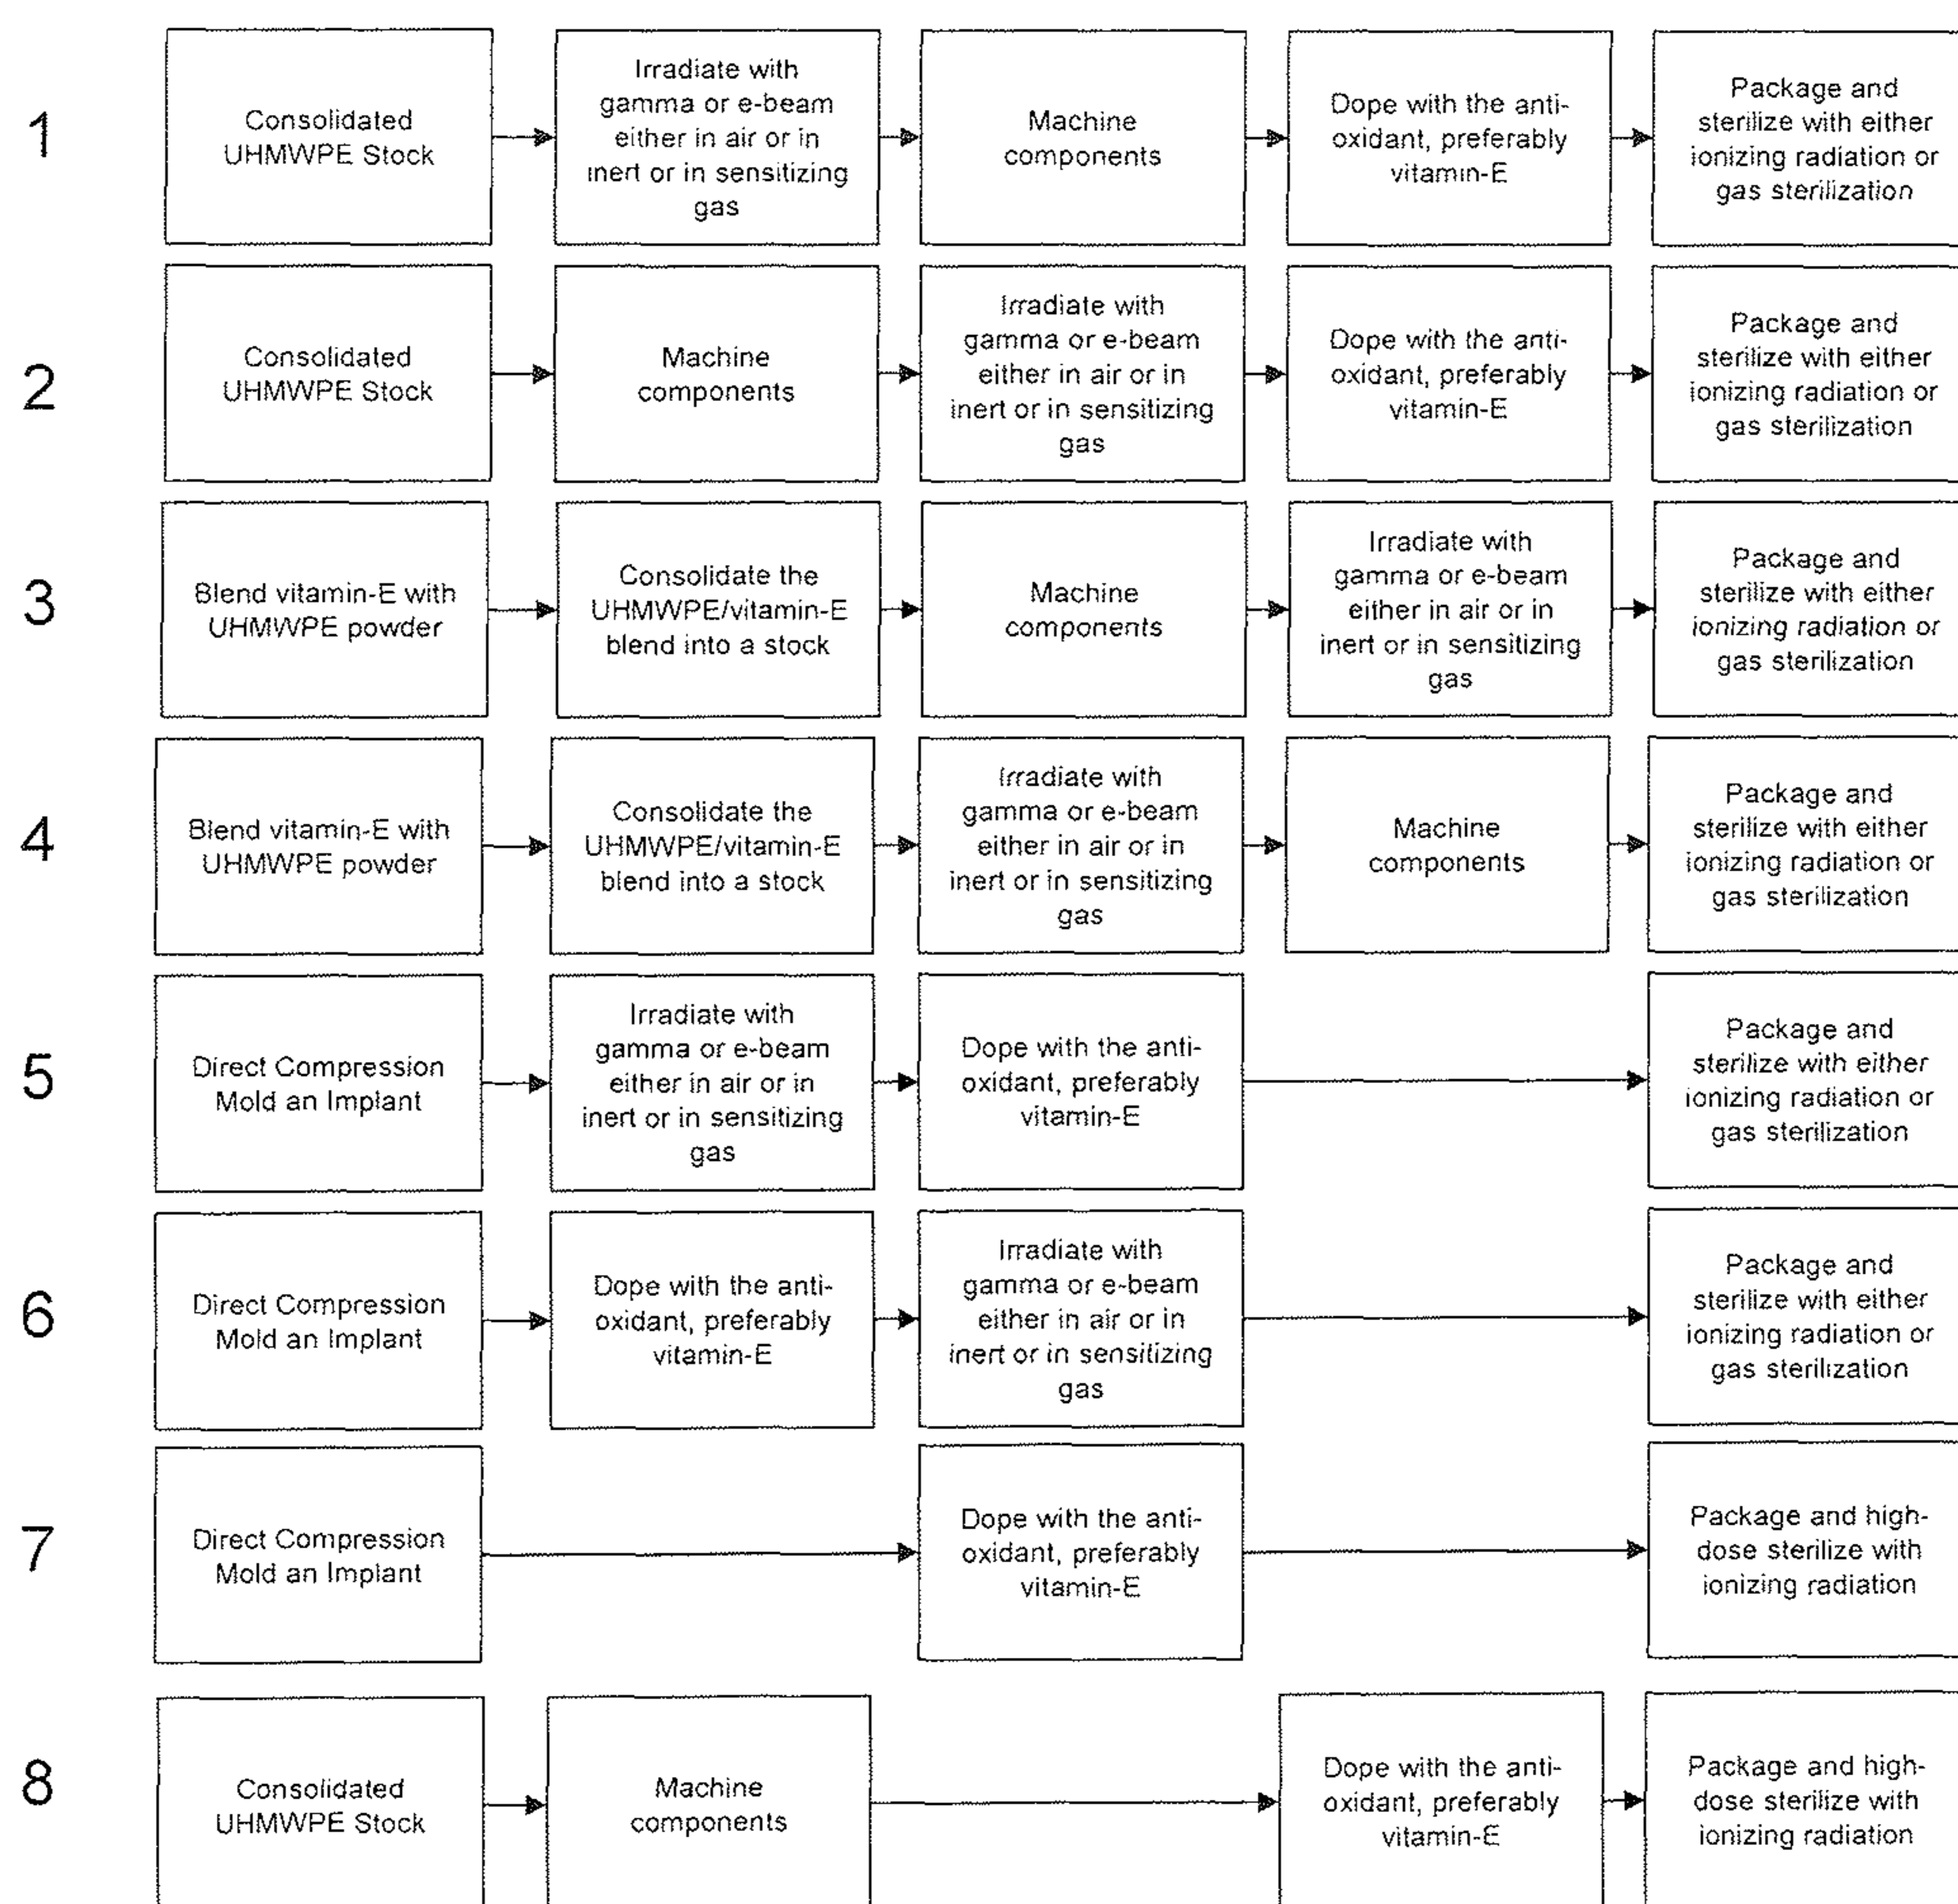 1
Consolidated
UHMWPE Stock
Irradiate with
gamma or e-beam
either in air or in
inert or in sensitizing
gas
Machine
components
Dope with the anti-
oxidant, preferably
vitamin-E
Package and
sterilize with either
ionizing radiation or
gas sterilization
2
Consolidated
UHMWPE Stock
Machine
components
Irradiate with
gamma or e-beam
either in air or in
inert or in sensitizing
gas
Dope with the anti-
oxidant, preferably
vitamin-E
Package and
sterilize with either
ionizing radiation or
gas sterilization
3
Blend vitamin-E with
UHMWPE powder
Consolidate the
UHMWPE/vitamin-E
blend into a stock
Machine
components
Irradiate with
gamma or e-beam
either in air or in
inert or in sensitizing
gas
Package and
sterilize with either
ionizing radiation or
gas sterilization
4
Blend vitamin-E with
UHMWPE powder
Consolidate the
UHMWPE/vitamin-E
blend into a stock
Irradiate with
gamma or e-beam
either in air or in
inert or in sensitizing
gas
Machine
components
Package and
sterilize with either
ionizing radiation or
gas sterilization
5
Direct Compression
Mold an Implant
Irradiate with
gamma or e-beam
either in air or in
inert or in sensitizing
gas
Dope with the anti-
oxidant, preferably
vitamin-E
Package and
sterilize with either
ionizing radiation or
gas sterilization
6
Direct Compression
Mold an Implant
Dope with the anti-
oxidant, preferably
vitamin-E
Irradiate with
gamma or e-beam
either in air or in
inert or in sensitizing
gas
Package and
sterilize with either
ionizing radiation or
gas sterilization
7
Direct Compression
Mold an Implant
Dope with the anti-
oxidant, preferably
vitamin-E
Package and high-
dose sterilize with
ionizing radiation
8
Consolidated
UHMWPE Stock
Machine
components
Dope with the anti-
oxidant, preferably
vitamin-E
Package and high-
dose sterilize with
ionizing radiation